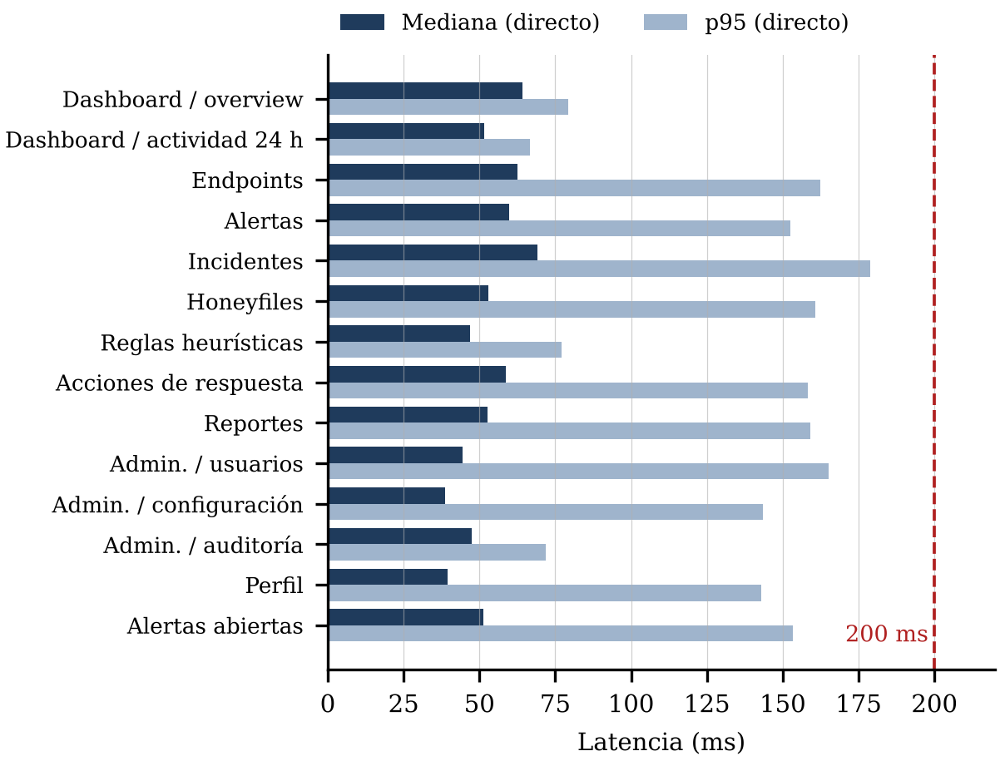 Mediana (directo) p95 (directo)
Dashboard / overview
Dashboard / actividad 24 h
Endpoints
Alertas
Incidentes
Honeyfiles
Reglas heurísticas
Acciones de respuesta
Reportes
Admin. / usuarios
Admin. / configuración
Admin. / auditoría
Perfil
Alertas abiertas
200 ms
0 25 50 75 100 125 150 175 200
Latencia (ms)